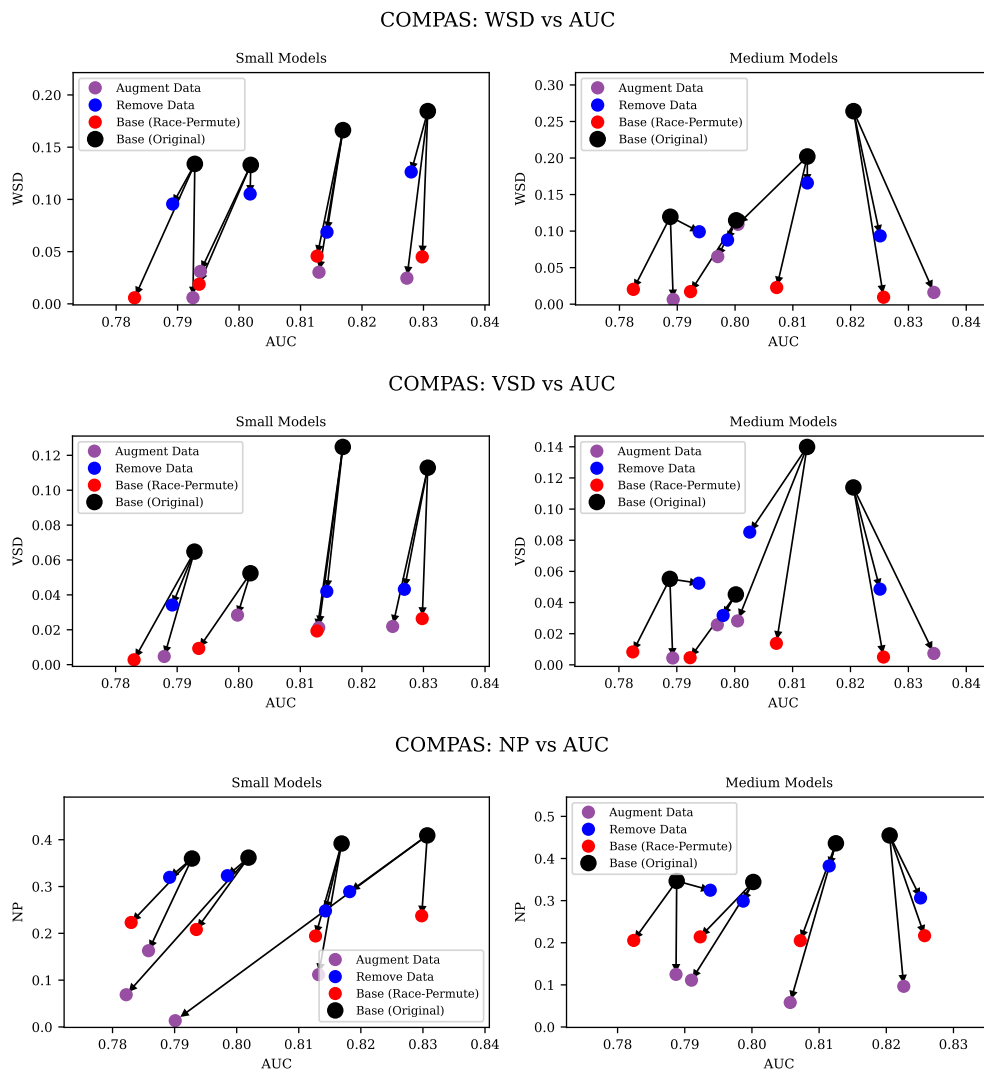 COMPAS: WSD vs AUC
Small Models
Medium Models
Augment Data
Remove Data
Base (Race-Permute)
Base (Original)
WSD
0.20
0.15
0.10
0.05
0.00
0.78 0.79 0.80 0.81 0.82 0.83 0.84
AUC
Augment Data
Remove Data
Base (Race-Permute)
Base (Original)
WSD
0.30
0.25
0.20
0.15
0.10
0.05
0.00
0.78 0.79 0.80 0.81 0.82 0.83 0.84
AUC
COMPAS: VSD vs AUC
Small Models
Medium Models
Augment Data
Remove Data
Base (Race-Permute)
Base (Original)
VSD
0.12
0.10
0.08
0.06
0.04
0.02
0.00
0.78 0.79 0.80 0.81 0.82 0.83 0.84
AUC
Augment Data
Remove Data
Base (Race-Permute)
Base (Original)
VSD
0.14
0.12
0.10
0.08
0.06
0.04
0.02
0.00
0.78 0.79 0.80 0.81 0.82 0.83 0.84
AUC
COMPAS: NP vs AUC
Small Models
Medium Models
NP
0.4
0.3
0.2
0.1
0.0
Augment Data
Remove Data
Base (Race-Permute)
Base (Original)
0.78 0.79 0.80 0.81 0.82 0.83 0.84
AUC
Augment Data
Remove Data
Base (Race-Permute)
Base (Original)
NP
0.5
0.4
0.3
0.2
0.1
0.0
0.78 0.79 0.80 0.81 0.82 0.83
AUC